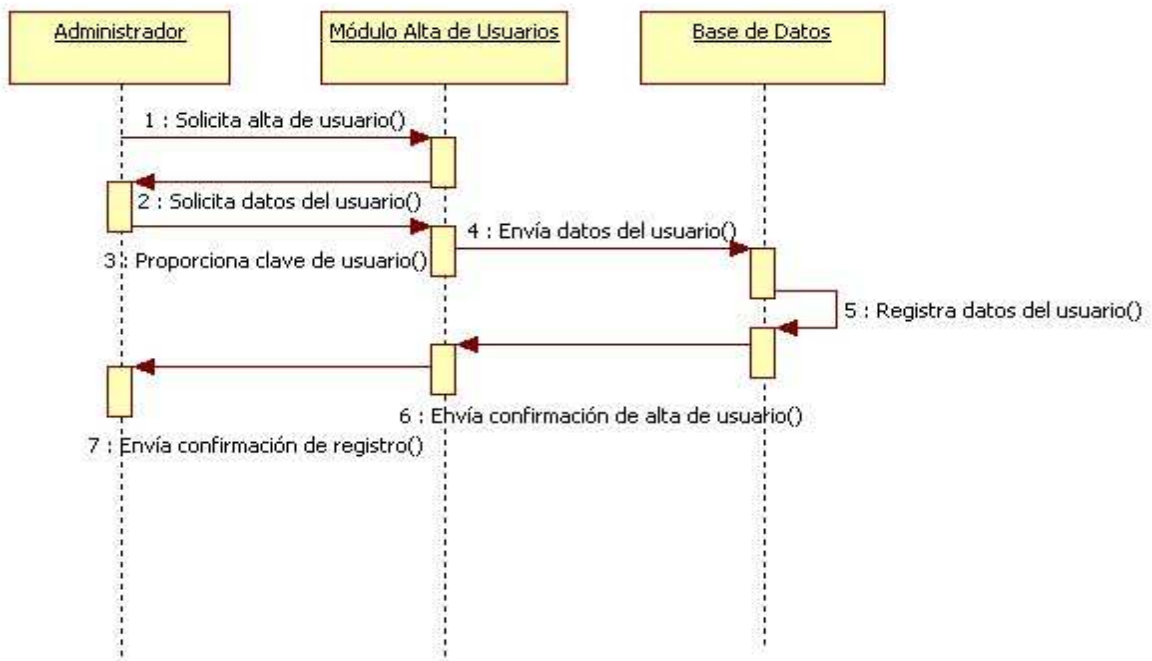 Administrador
Módulo Alta de Usuarios
Base de Datos
1 : Solicita alta de usuario()
2 : Solicita datos del usuario()
3 : Proporciona clave de usuario()
4 : Envía datos del usuario()
5 : Registra datos del usuario()
6 : Envía confirmación de alta de usuario()
7 : Envía confirmación de registro()